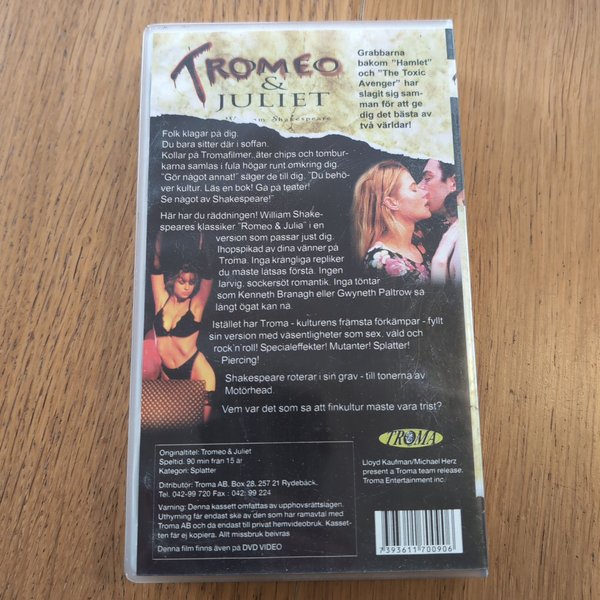 TROMEO
&
JULIET
William Shakespeare
Grabbarna
bakom "Hamlet"
och "The Toxic
Avenger" har
slagit sig sam-
man för att ge
dig det bästa av
två världar!
Folk klagar på dig.
Du bara sitter där i soffan.
Kollar på Tromafilmer, äter chips och tombur-
karna samlas i fula högar runt omkring dig.
"Gör något annat!" säger de till dig. "Du behö-
ver kultur. Läs en bok! Gå på teater!
Se något av Shakespeare!"
Här har du räddningen! William Shake-
speares klassiker "Romeo & Julia" i en
version som passar just dig.
Ihopspikad av dina vänner på
Troma. Inga krångliga repliker
du måste låtsas förstå. Ingen
larvig, sockersöt romantik. Inga töntar
som Kenneth Branagh eller Gwyneth Paltrow så
långt ögat kan nå.
Istället har Troma - kulturens främsta förkämpar - fyllt
sin version med väsentligheter som sex, våld och
rock'n'roll! Specialeffekter! Mutanter! Splatter!
Piercing!
Shakespeare roterar i sin grav - till tonerna av
Motörhead.
Vem var det som sa att finkultur måste vara trist?
TROMA
Originaltitel: Tromeo & Juliet
Speltid: 90 min från 15 år
Kategori: Splatter
Ditributör: Troma AB, Box 28, 257 21 Rydebäck.
Tel. 042-99 720 Fax : 042. 99 224
Varning: Denna kassett omfattas av upphovsrättslagen.
Uthyrning får endast ske av den som har ramavtal med
Troma AB och då endast till privat hemvideobruk. Kasset-
ten får ej kopiera. Allt missbruk beivras
Denna film finns även på DVD VIDEO
Lloyd Kaufman/Michael Herz
present a Troma team release.
Troma Entertainment inc.
7393611700906